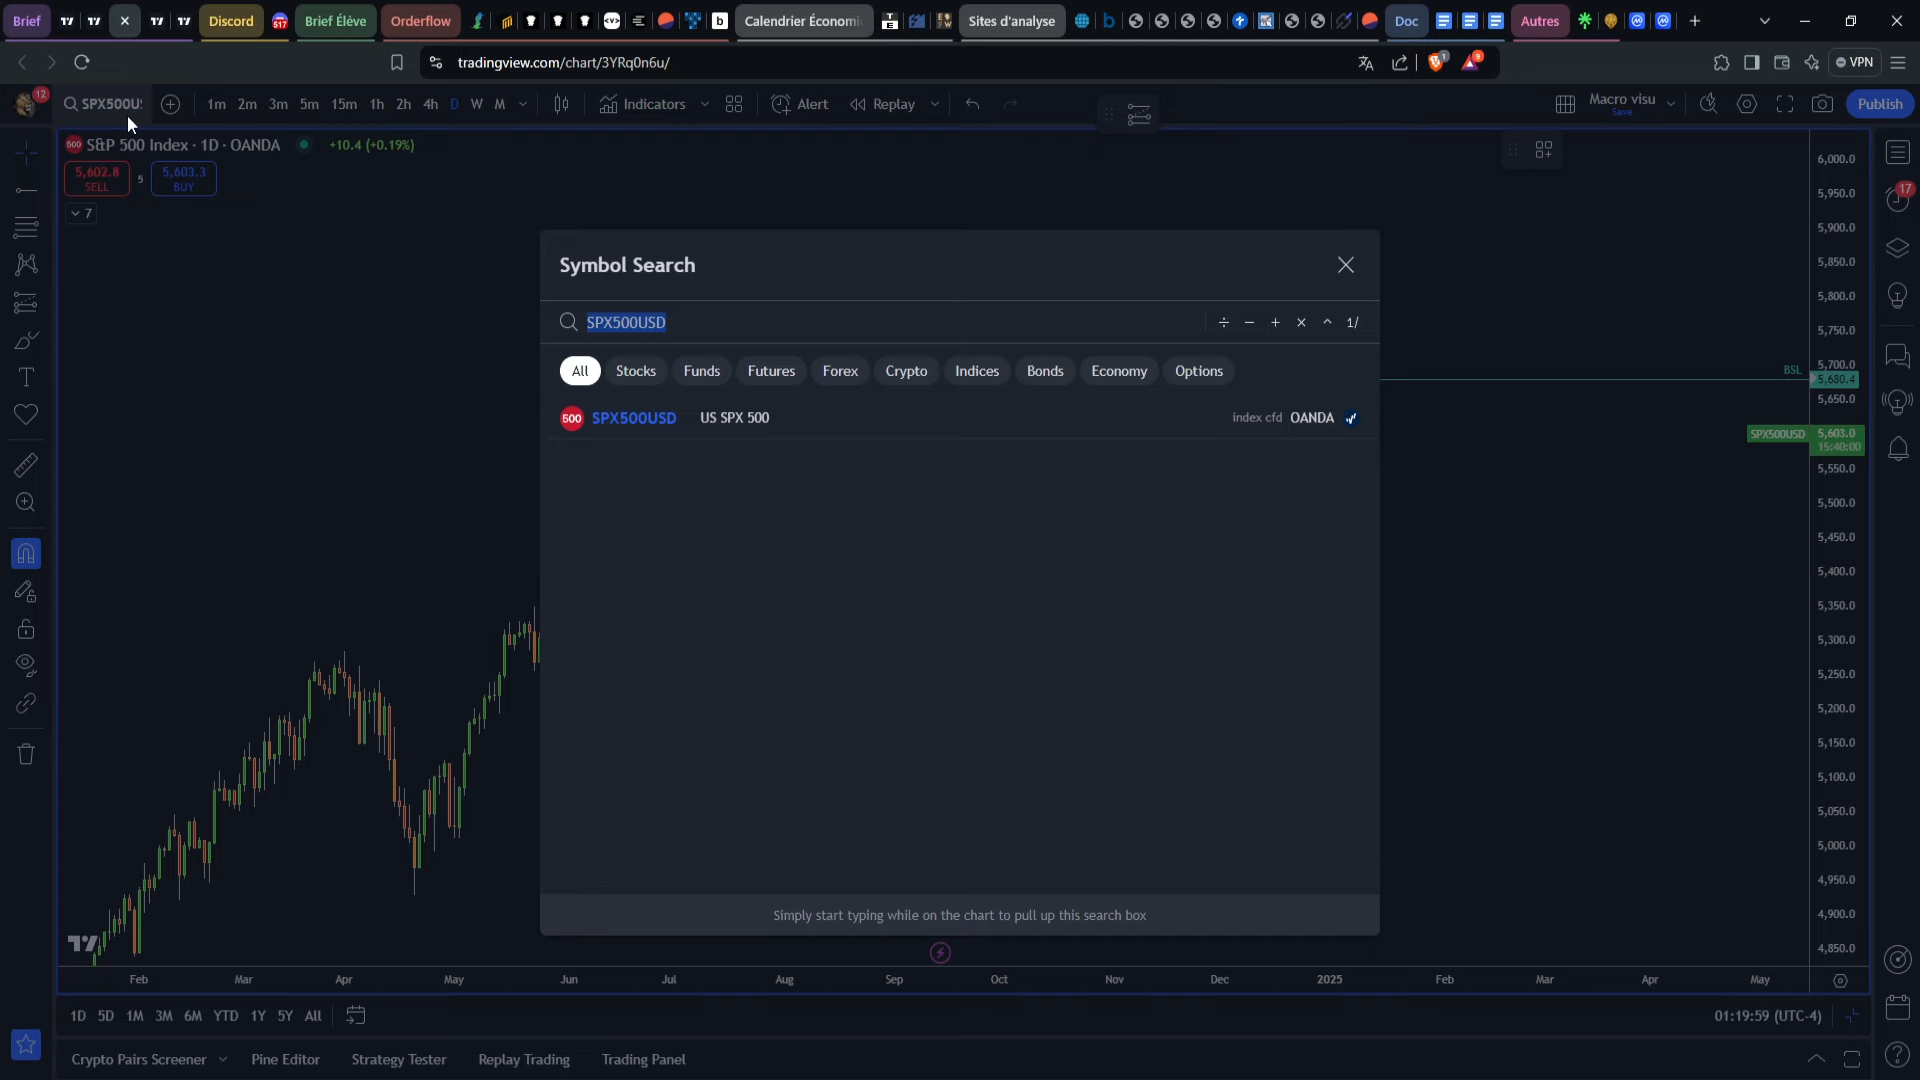 Brief
Discord
617
Brief Élève
Orderflow
Calendrier Économi
Sites d'analyse
Doc
Autres
tradingview.com/chart/3YRq0n6u/
1
9
VPN
12
SPX500U
1m 2m 3m 5m 15m 1h 2h 4h D W M
Indicators
Alert
Replay
Macro visu
Save
Publish
500 S&P 500 Index · 1D · OANDA
+10.4 (+0.19%)
5,602.8
SELL
5
5,603.3
BUY
7
Symbol Search
SPX500USD
1/
All Stocks Funds Futures Forex Crypto Indices Bonds Economy Options
500 SPX500USD US SPX 500 index cfd OANDA
Simply start typing while on the chart to pull up this search box
6,000.0
5,950.0
17
5,900.0
5,850.0
5,800.0
5,750.0
5,700.0
BSL
5,680.4
5,650.0
SPX500USD 5,603.0
15:40:00
5,550.0
5,500.0
5,450.0
5,400.0
5,350.0
5,300.0
5,250.0
5,200.0
5,150.0
5,100.0
5,050.0
5,000.0
4,950.0
4,900.0
4,850.0
Feb Mar Apr May Jun Jul Aug Sep Oct Nov Dec 2025 Feb Mar Apr May
1D 5D 1M 3M 6M YTD 1Y 5Y All
01:19:59 (UTC-4)
Crypto Pairs Screener Pine Editor Strategy Tester Replay Trading Trading Panel